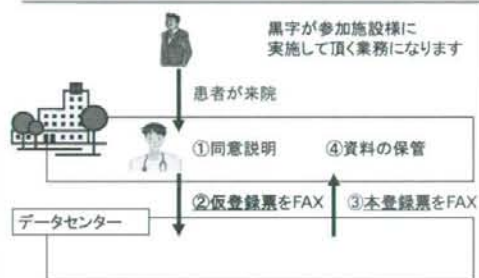 黒字が参加施設様に
実施して頂く業務になります
患者が来院
①同意説明
④資料の保管
②仮登録票をFAX
③本登録票をFAX
データセンター